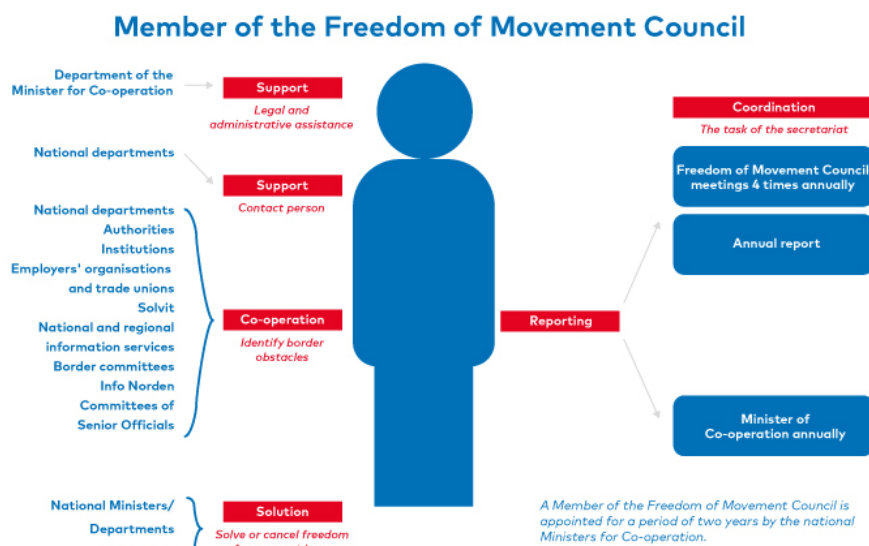 Member of the Freedom of Movement Council
Department of the
Minister for Co-operation
Support
Legal and
administrative assistance
National departments
Support
Contact person
National departments
Authorities
Institutions
Employers' organisations
and trade unions
Solvit
National and regional
information services
Border committees
Info Norden
Committees of
Senior Officials
Co-operation
Identify border
obstacles
National Ministers/
Departments
Solution
Solve or cancel freedom
Reporting
Coordination
The task of the secretariat
Freedom of Movement Council
meetings 4 times annually
Annual report
Minister of
Co-operation annually
A Member of the Freedom of Movement Council is
appointed for a period of two years by the national
Ministers for Co-operation.